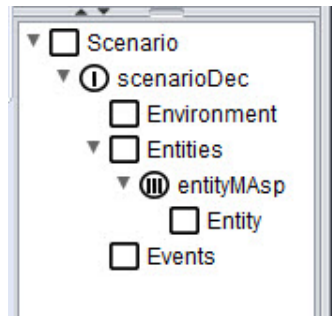 Scenario
scenarioDec
Environment
Entities
entityMAsp
Entity
Events